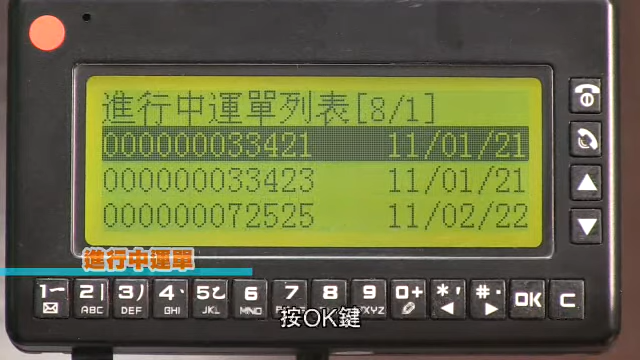 進行中運單列表[8/1]
000000033421 11/01/21
000000033423 11/01/21
000000072525 11/02/22
進行中運單
1 2 3 4 5 6 7 8 9 0+ *, #. OK C
ABC DEF GHI JKL MNO XYZ
按OK鍵